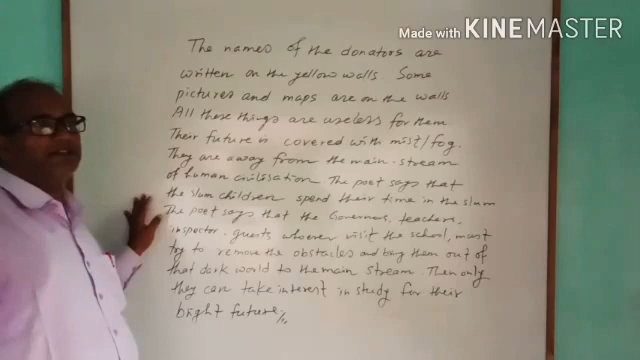 Made with KINEMASTER
The names of the donators are
written on the yellow walls Some
pictures and maps are on the walls
All these things are useless for them.
Their future is covered with mist/fog.
They are away from the main-stream
of human civilisation. The poet says that
the slum children spend their time in the slum
The poet says that the Governor, teachers,
inspector, guests whoever visit the school, must
try to remove the obstacles and bring them out of
that dark world to the main stream. Then only
they can take interest in study for their
bright future